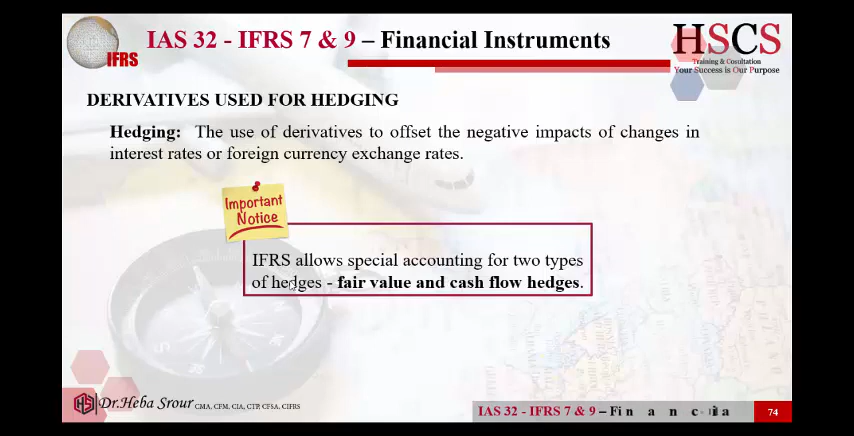 IFRS
IAS 32 - IFRS 7 & 9 – Financial Instruments
HSCS
Training & Cosultation
Your Success is Our Purpose
DERIVATIVES USED FOR HEDGING
Hedging: The use of derivatives to offset the negative impacts of changes in
interest rates or foreign currency exchange rates.
Important
Notice
IFRS allows special accounting for two types
of hedges - fair value and cash flow hedges.
Dr.Heba Srour CMA, CFM, CIA, CTP, CFSA, CIFRS
IAS 32 - IFRS 7 & 9 – Fi n a n c
74